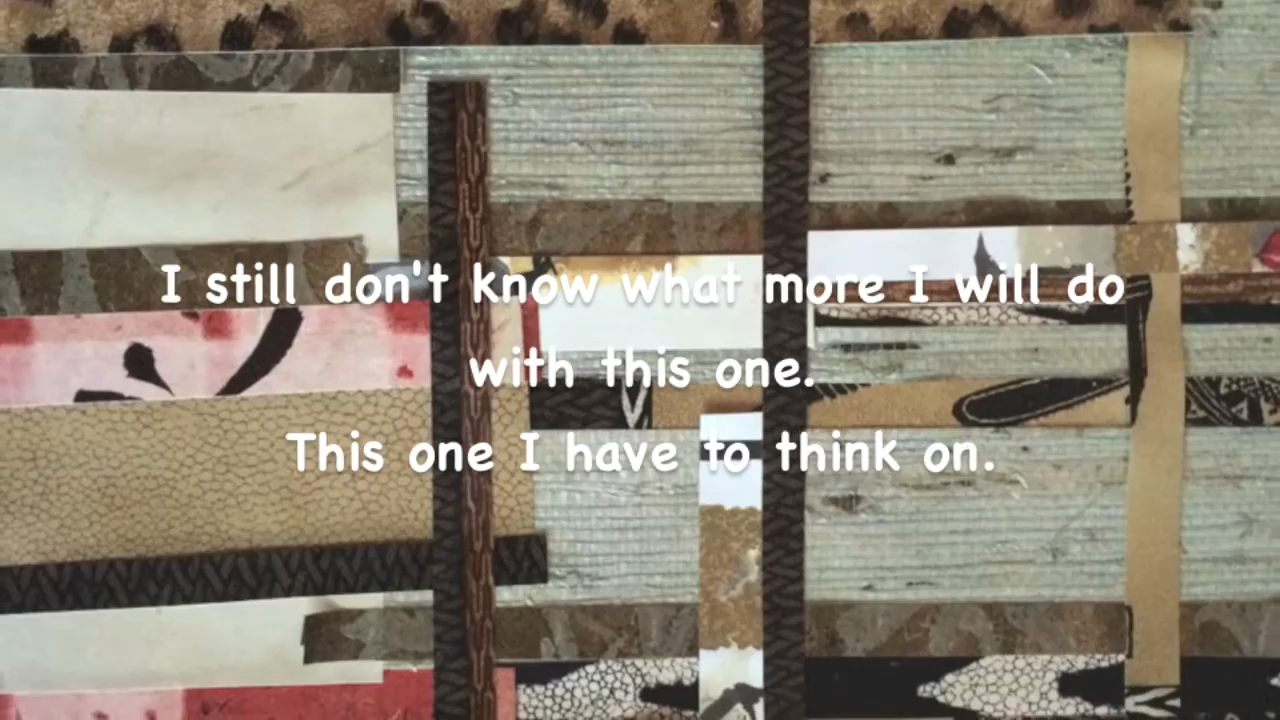 I still don't know what more I will do
with this one.
This one I have to think on.